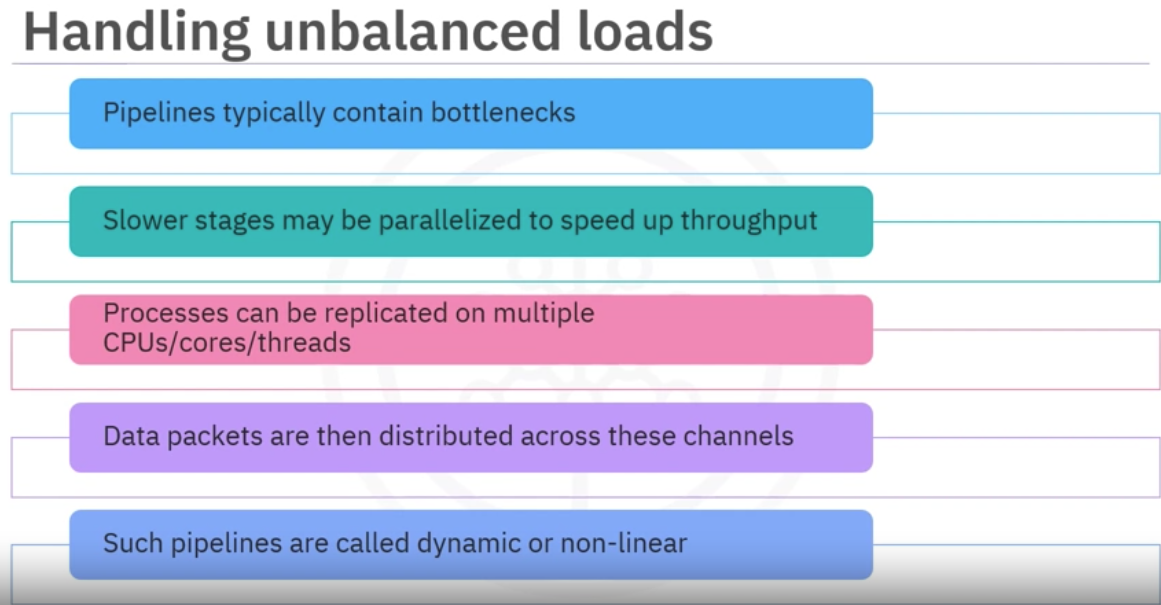 Handling unbalanced loads
Pipelines typically contain bottlenecks
Slower stages may be parallelized to speed up throughput
Processes can be replicated on multiple
CPUs/cores/threads
Data packets are then distributed across these channels
Such pipelines are called dynamic or non-linear